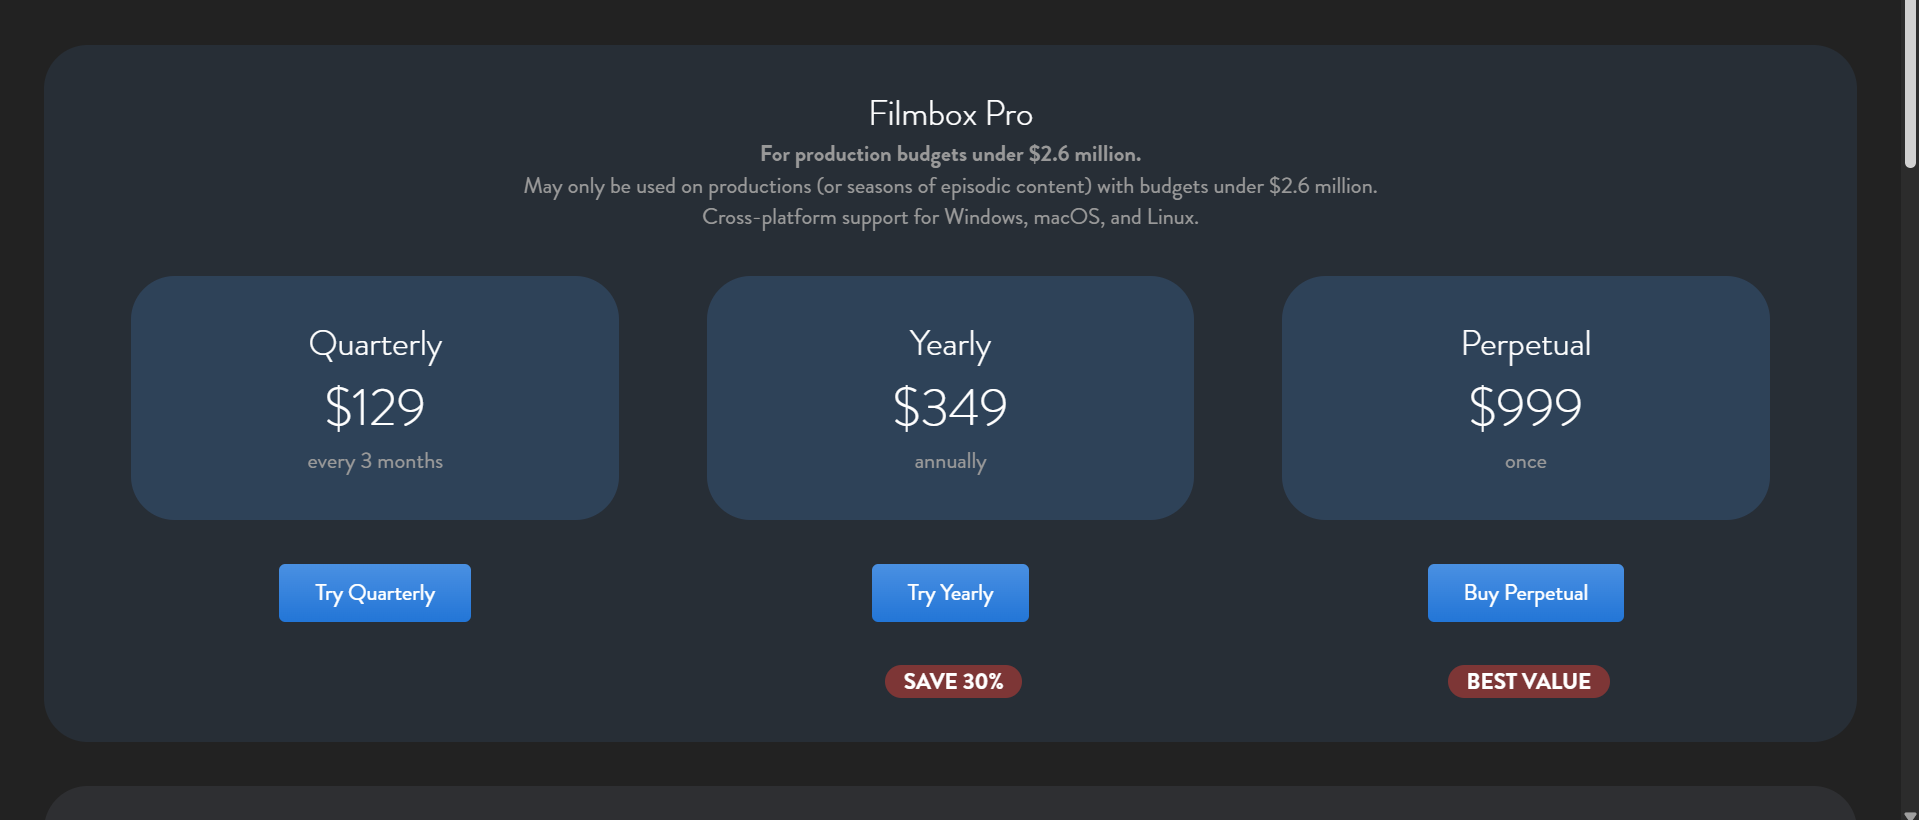 Filmbox Pro
For production budgets under $2.6 million.
May only be used on productions (or seasons of episodic content) with budgets under $2.6 million.
Cross-platform support for Windows, macOS, and Linux.
Quarterly
$129
every 3 months
Try Quarterly
Yearly
$349
annually
Try Yearly
SAVE 30%
Perpetual
$999
once
Buy Perpetual
BEST VALUE